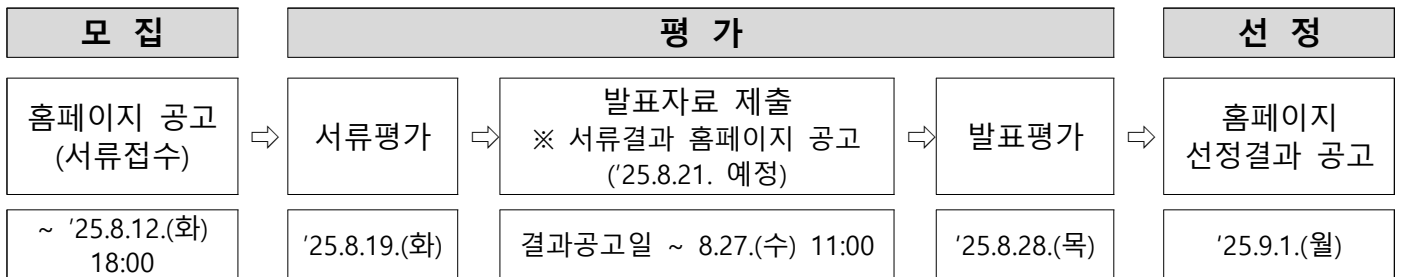 모 집
평 가
선 정
홈페이지 공고
(서류접수)
⇨
서류평가
⇨
발표자료 제출
※ 서류결과 홈페이지 공고
('25.8.21. 예정)
⇨
발표평가
⇨
홈페이지
선정결과 공고
~ '25.8.12.(화)
18:00
'25.8.19.(화)
결과공고일 ~ 8.27.(수) 11:00
'25.8.28.(목)
'25.9.1.(월)